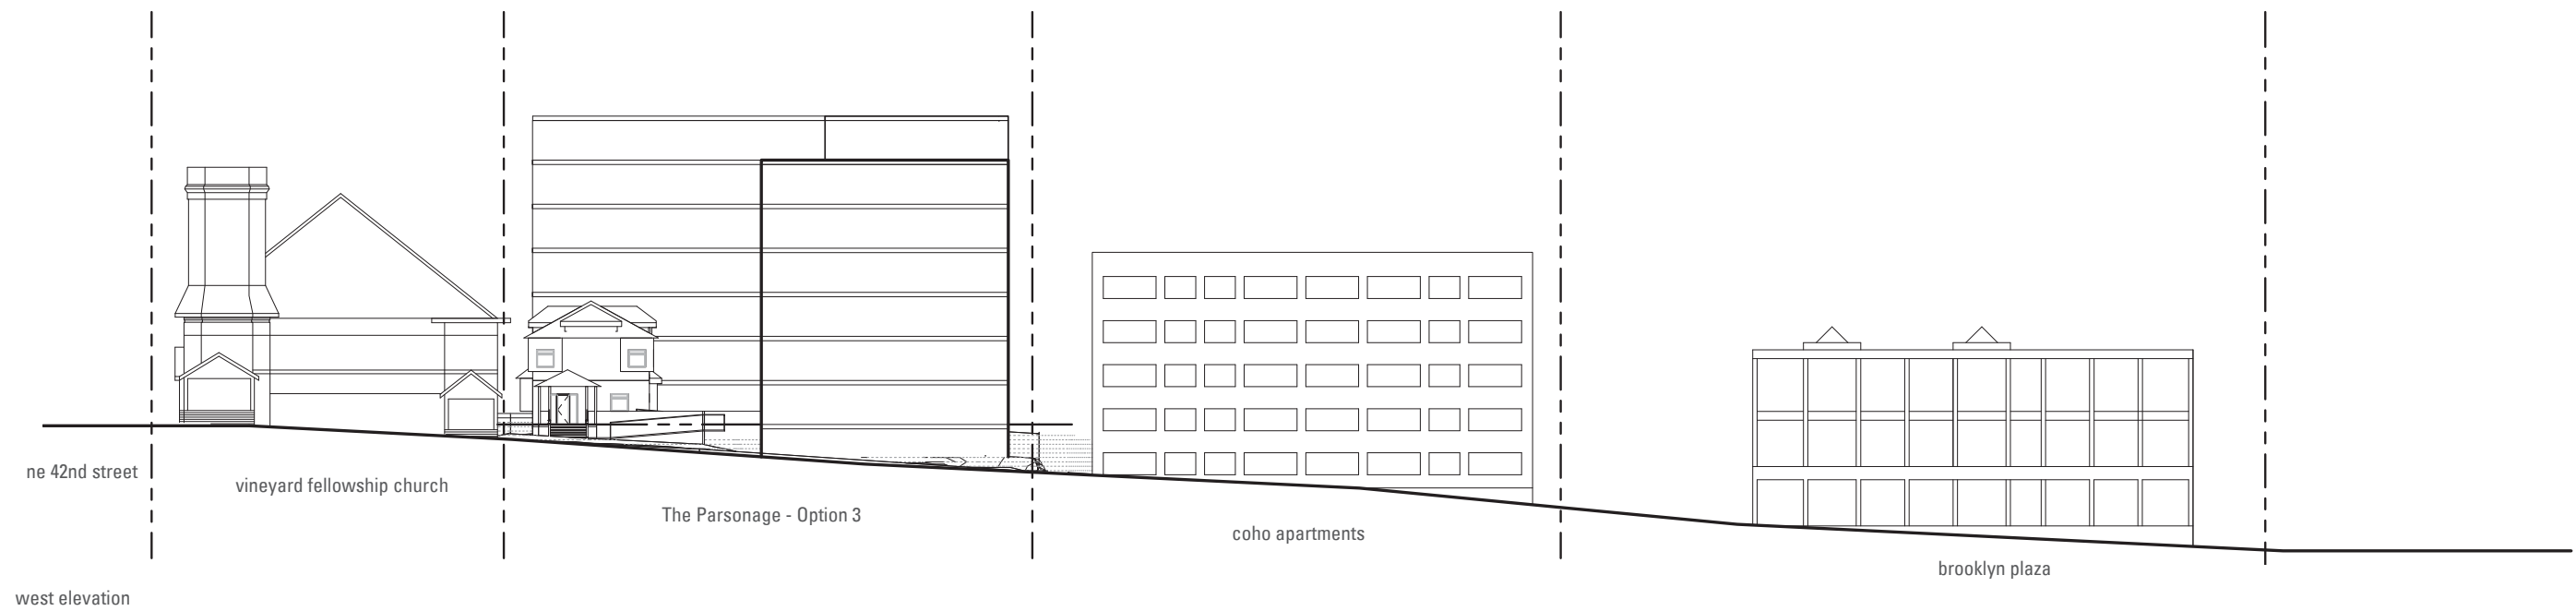 ne 42nd street
vineyard fellowship church
The Parsonage - Option 3
coho apartments
brooklyn plaza
west elevation